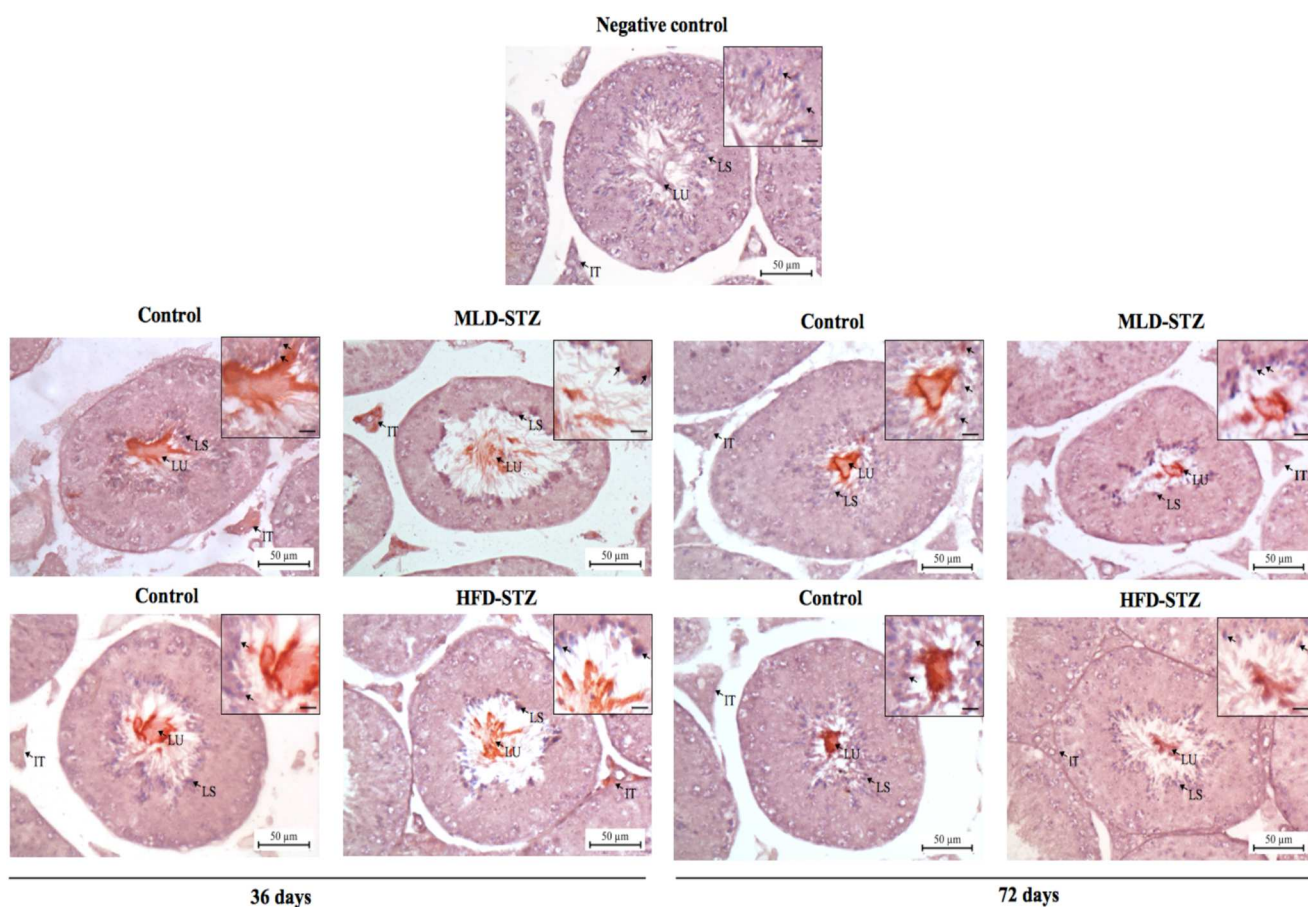 Negative control
LS
LU
IT
50 µm
Control
MLD-STZ
Control
MLD-STZ
LS
LU
IT
50 µm
IT
LS
LU
50 µm
IT
LU
LS
50 µm
LU
LS
IT
50 µm
Control
HFD-STZ
Control
HFD-STZ
LU
IT
LS
50 µm
LS
LU
IT
50 µm
IT
LU
LS
50 µm
IT
LU
LS
50 µm
36 days
72 days